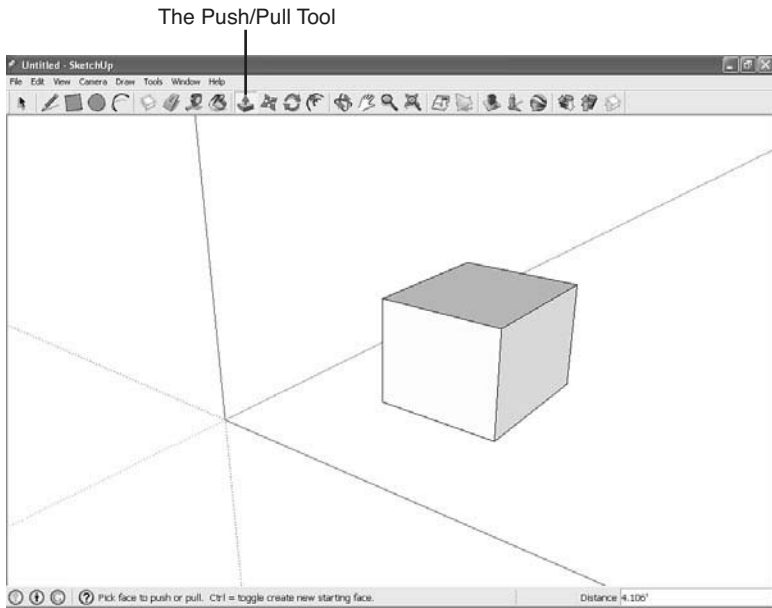 The Push/Pull Tool
Untitled - SketchUp
File Edit View Camera Draw Tools Window Help
Pick face to push or pull. Ctrl = toggle create new starting face.
Distance 4.106'